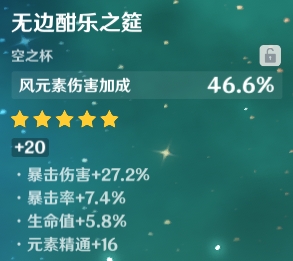 无边酣乐之筵
空之杯
风元素伤害加成 46.6%
+20
·暴击伤害+27.2%
·暴击率+7.4%
·生命值+5.8%
·元素精通+16